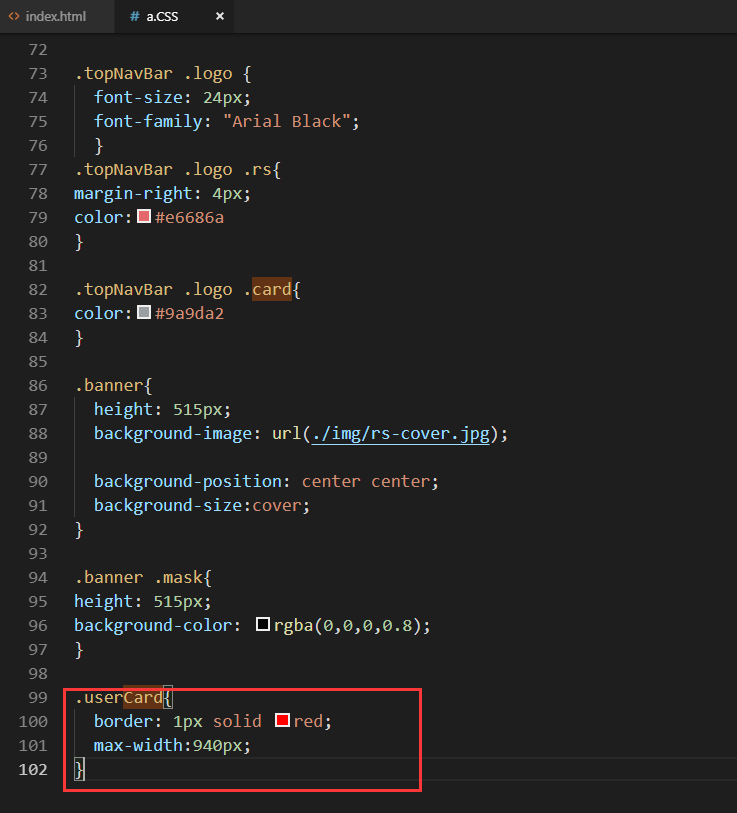 <> index.html # a.CSS ×
72
73 .topNavBar .logo {
74 font-size: 24px;
75 font-family: "Arial Black";
76 }
77 .topNavBar .logo .rs{
78 margin-right: 4px;
79 color:#e6686a
80 }
81
82 .topNavBar .logo .card{
83 color:#9a9da2
84 }
85
86 .banner{
87 height: 515px;
88 background-image: url(./img/rs-cover.jpg);
89
90 background-position: center center;
91 background-size:cover;
92 }
93
94 .banner .mask{
95 height: 515px;
96 background-color: rgba(0,0,0,0.8);
97 }
98
99 .userCard{
100 border: 1px solid red;
101 max-width:940px;
102 }